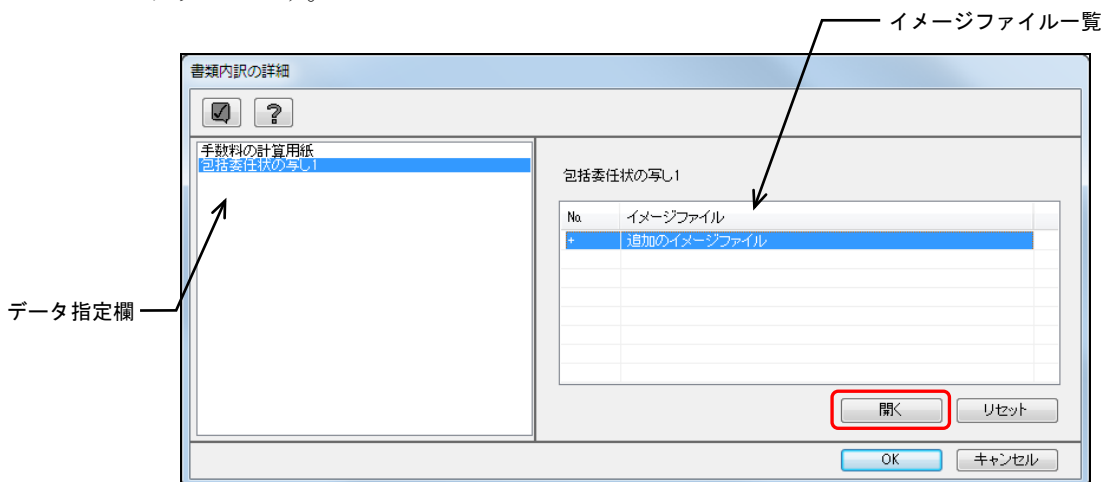 す。
イメージファイル一覧
書類内訳の詳細
?
手数料の計算用紙
包括委任状の写し1
包括委任状の写し1
No. イメージファイル
+ 追加のイメージファイル
データ指定欄
開く リセット
OK キャンセル